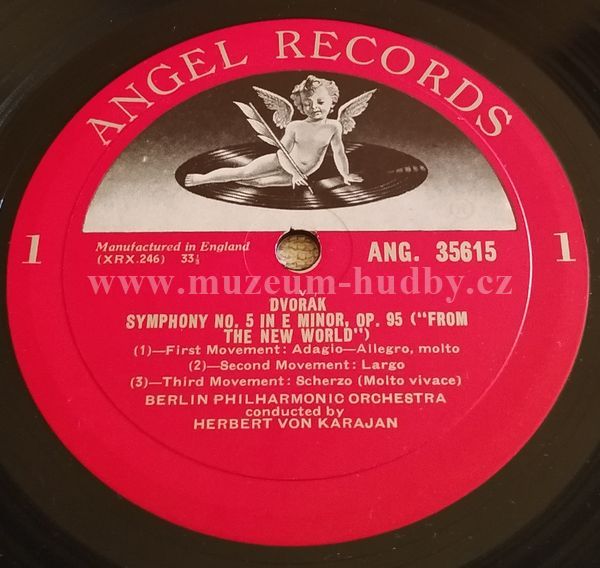 ANGEL RECORDS
1
1
Manufactured in England
(XRX.246) 33⅓
ANG. 35615
www.muzeum-hudby.cz
DVOŘÁK
SYMPHONY NO. 5 IN E MINOR, OP. 95 ("FROM
THE NEW WORLD")
(1)—First Movement: Adagio—Allegro, molto
(2)—Second Movement: Largo
(3)—Third Movement: Scherzo (Molto vivace)
BERLIN PHILHARMONIC ORCHESTRA
conducted by
HERBERT VON KARAJAN